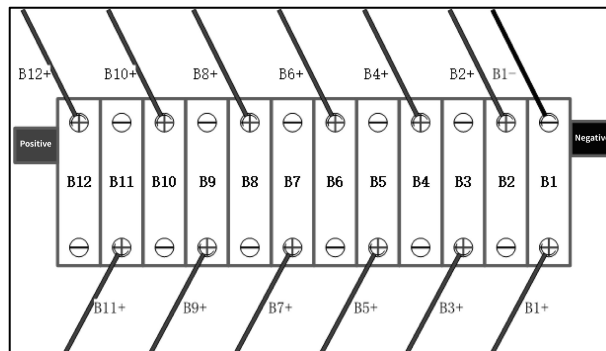 B12+ B10+ B8+ B6+ B4+ B2+ B1-
Positive B12 B11 B10 B9 B8 B7 B6 B5 B4 B3 B2 B1 Negative
B11+ B9+ B7+ B5+ B3+ B1+